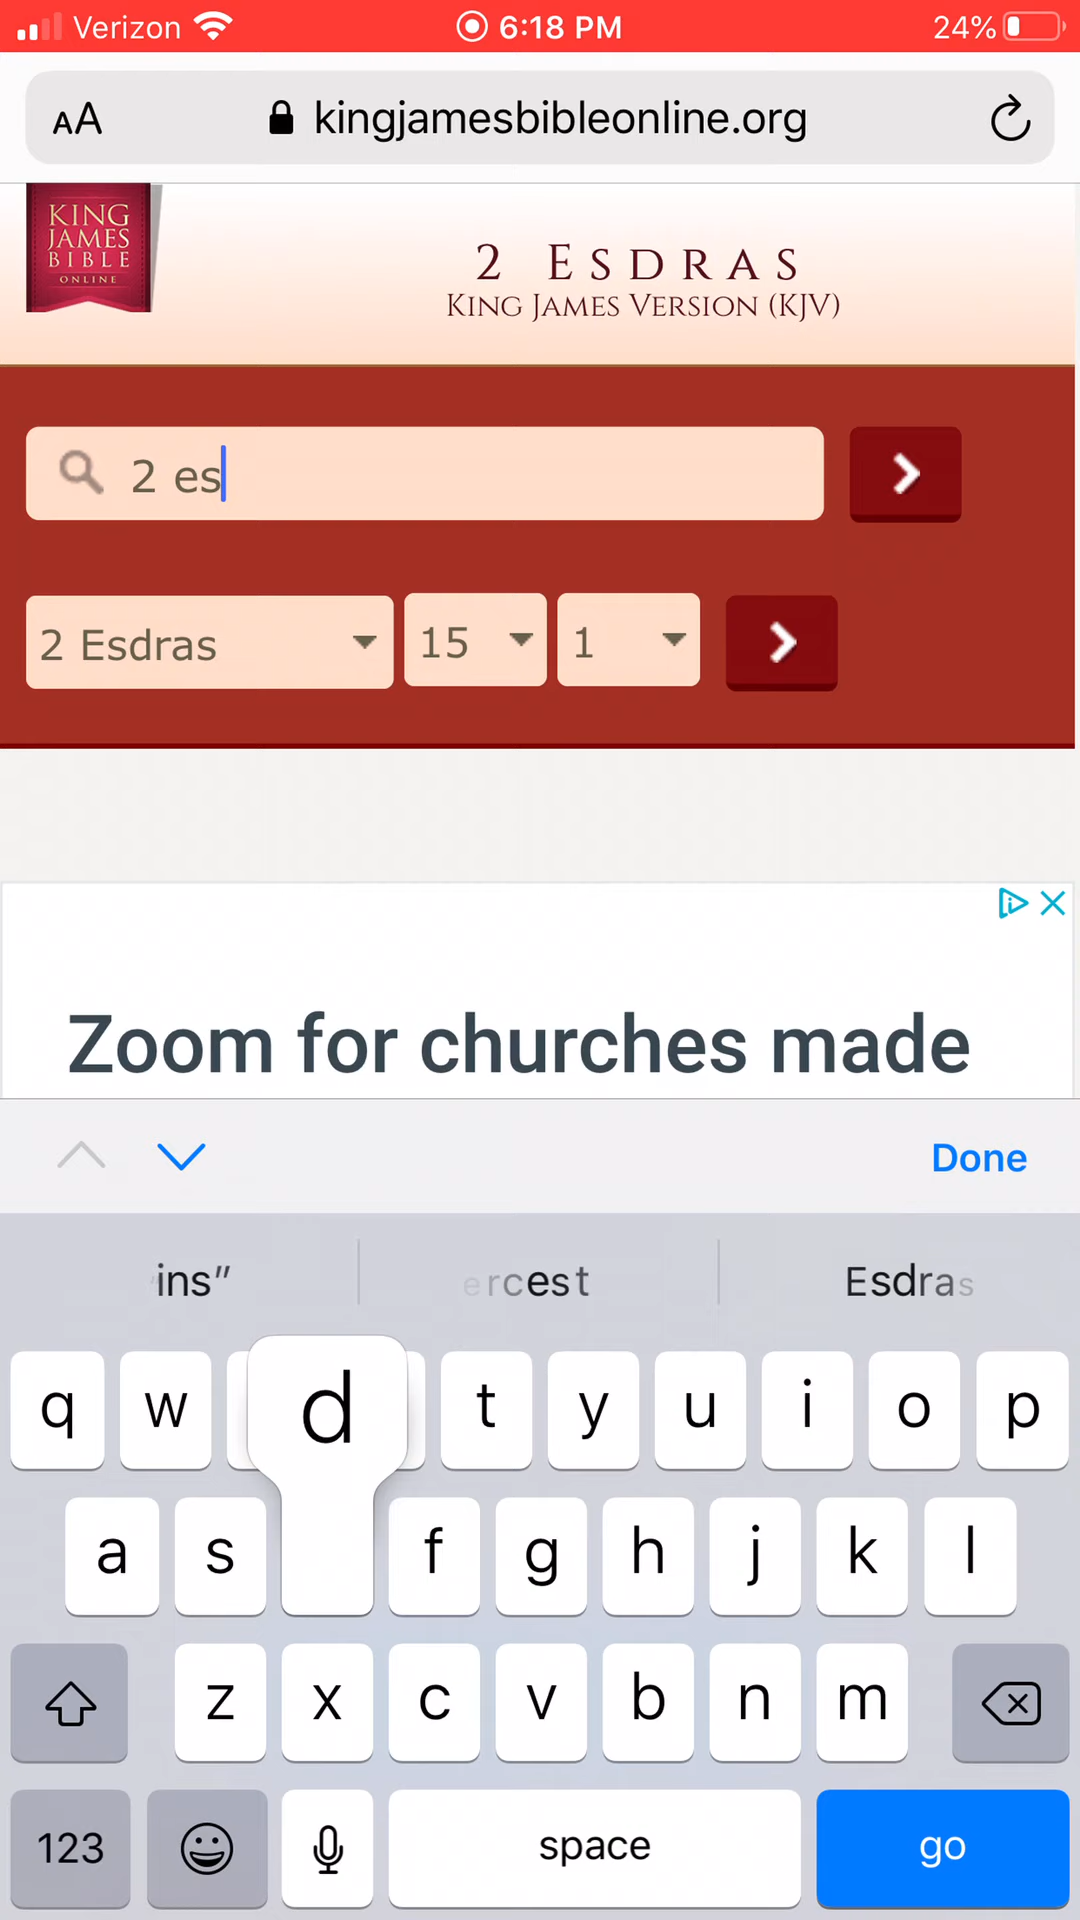 Verizon 6:18 PM 24%
AA kingjamesbibleonline.org
KING
JAMES
BIBLE
ONLINE
2 ESDRAS
KING JAMES VERSION (KJV)
2 es
2 Esdras 15 1
Zoom for churches made
Done
ins” ercest Esdras
q w d t y u i o p
a s f g h j k l
z x c v b n m
123 space go